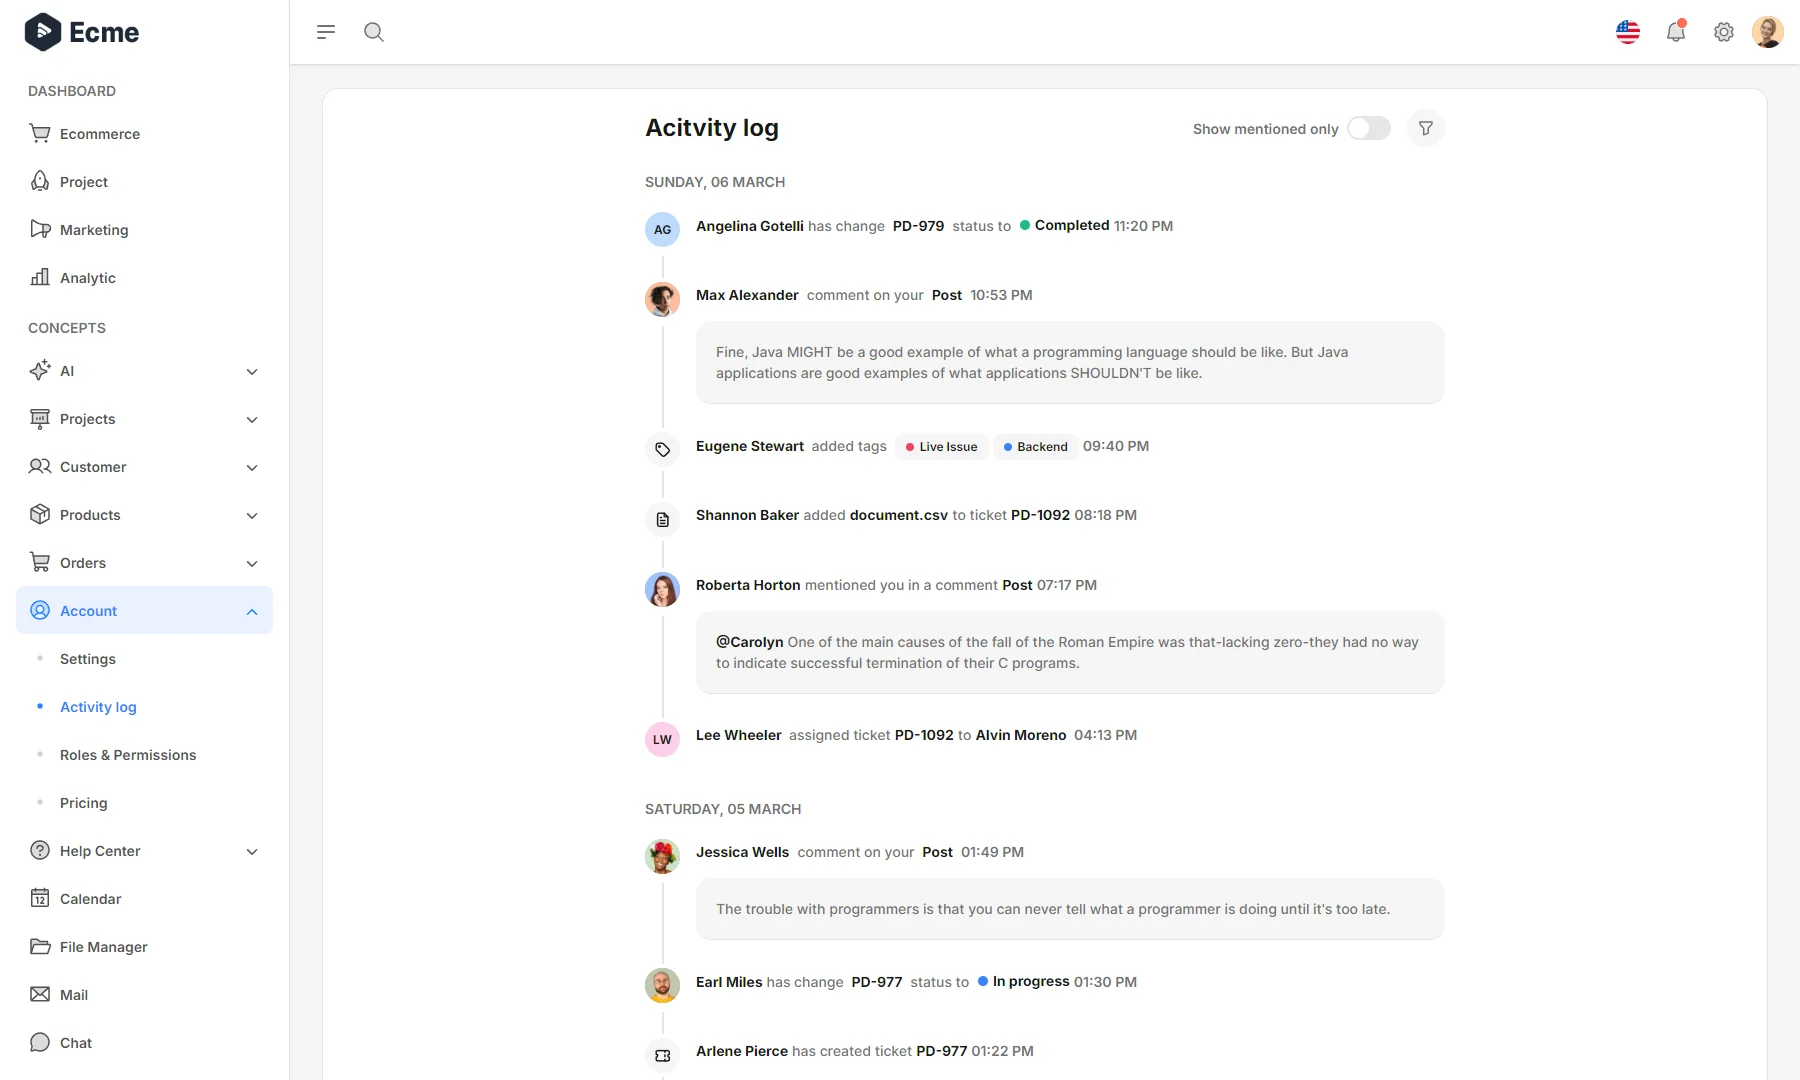 Ecme
DASHBOARD
Ecommerce
Project
Marketing
Analytic
CONCEPTS
AI
Projects
Customer
Products
Orders
Account
Settings
Activity log
Roles & Permissions
Pricing
Help Center
12
Calendar
File Manager
Mail
Chat
Acitvity log
Show mentioned only
SUNDAY, 06 MARCH
AG
Angelina Gotelli has change PD-979 status to Completed 11:20 PM
Max Alexander comment on your Post 10:53 PM
Fine, Java MIGHT be a good example of what a programming language should be like. But Java
applications are good examples of what applications SHOULDN'T be like.
Eugene Stewart added tags Live Issue Backend 09:40 PM
Shannon Baker added document.csv to ticket PD-1092 08:18 PM
Roberta Horton mentioned you in a comment Post 07:17 PM
@Carolyn One of the main causes of the fall of the Roman Empire was that-lacking zero-they had no way
to indicate successful termination of their C programs.
LW
Lee Wheeler assigned ticket PD-1092 to Alvin Moreno 04:13 PM
SATURDAY, 05 MARCH
Jessica Wells comment on your Post 01:49 PM
The trouble with programmers is that you can never tell what a programmer is doing until it's too late.
Earl Miles has change PD-977 status to In progress 01:30 PM
Arlene Pierce has created ticket PD-977 01:22 PM